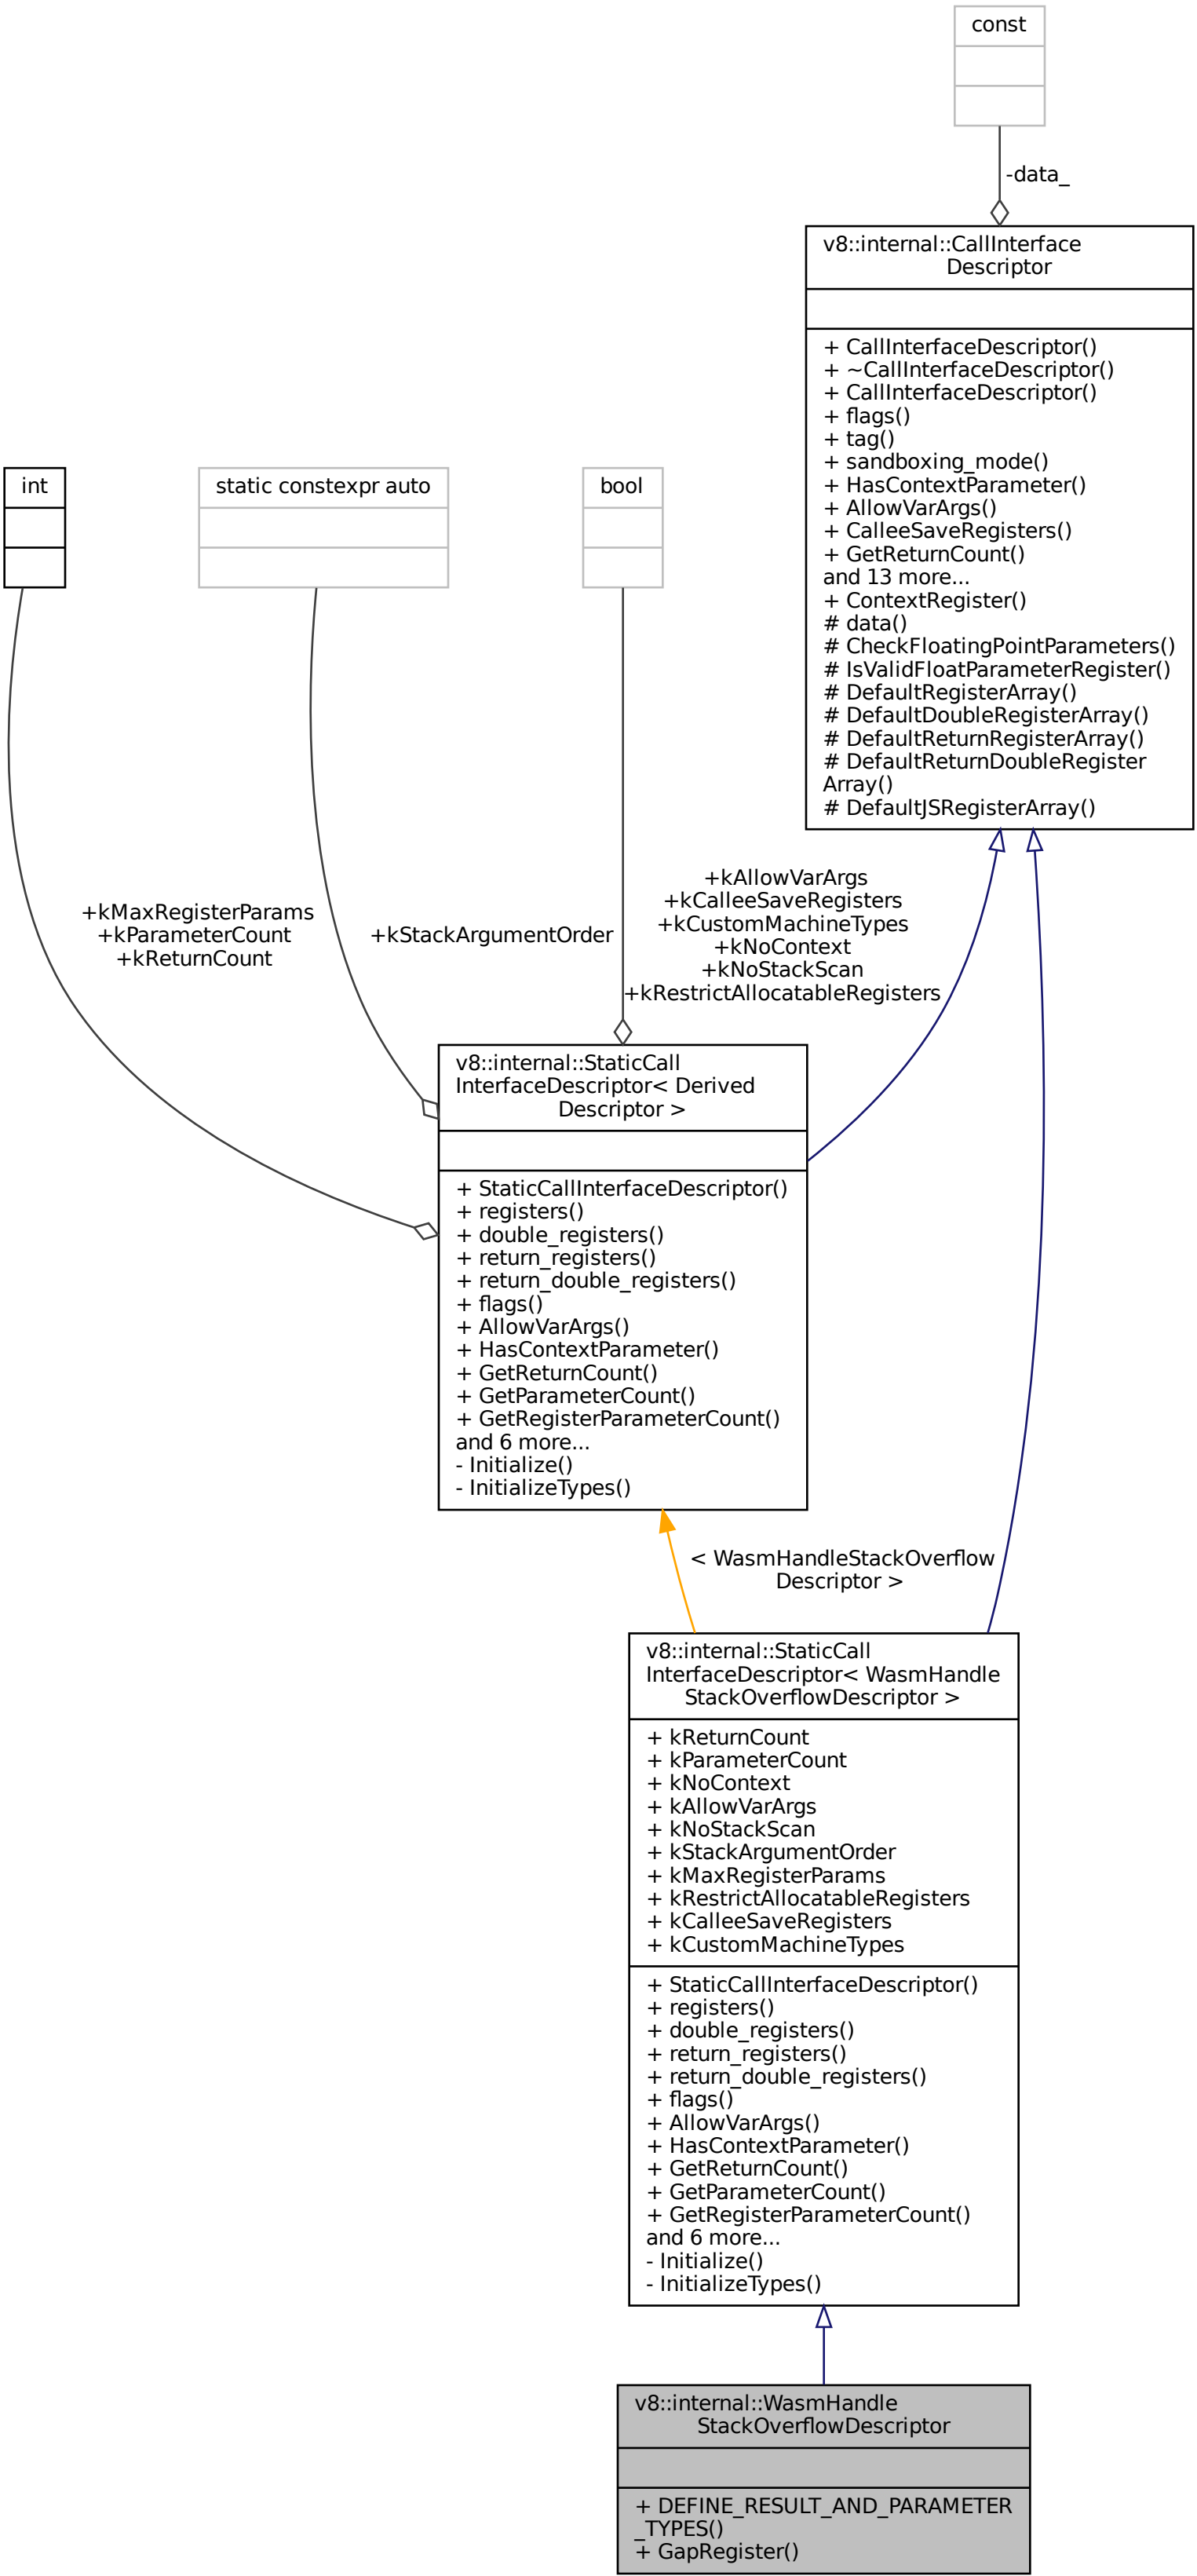 const
-data_
v8::internal::CallInterface
Descriptor
+ CallInterfaceDescriptor()
+ ~CallInterfaceDescriptor()
+ CallInterfaceDescriptor()
+ flags()
+ tag()
+ sandboxing_mode()
+ HasContextParameter()
+ AllowVarArgs()
+ CalleeSaveRegisters()
+ GetReturnCount()
and 13 more...
+ ContextRegister()
# data()
# CheckFloatingPointParameters()
# IsValidFloatParameterRegister()
# DefaultRegisterArray()
# DefaultDoubleRegisterArray()
# DefaultReturnRegisterArray()
# DefaultReturnDoubleRegister
Array()
# DefaultJSRegisterArray()
int
static constexpr auto
bool
+kMaxRegisterParams
+kParameterCount
+kReturnCount
+kStackArgumentOrder
+kAllowVarArgs
+kCalleeSaveRegisters
+kCustomMachineTypes
+kNoContext
+kNoStackScan
+kRestrictAllocatableRegisters
v8::internal::StaticCall
InterfaceDescriptor< Derived
Descriptor >
+ StaticCallInterfaceDescriptor()
+ registers()
+ double_registers()
+ return_registers()
+ return_double_registers()
+ flags()
+ AllowVarArgs()
+ HasContextParameter()
+ GetReturnCount()
+ GetParameterCount()
+ GetRegisterParameterCount()
and 6 more...
- Initialize()
- InitializeTypes()
< WasmHandleStackOverflow
Descriptor >
v8::internal::StaticCall
InterfaceDescriptor< WasmHandle
StackOverflowDescriptor >
+ kReturnCount
+ kParameterCount
+ kNoContext
+ kAllowVarArgs
+ kNoStackScan
+ kStackArgumentOrder
+ kMaxRegisterParams
+ kRestrictAllocatableRegisters
+ kCalleeSaveRegisters
+ kCustomMachineTypes
+ StaticCallInterfaceDescriptor()
+ registers()
+ double_registers()
+ return_registers()
+ return_double_registers()
+ flags()
+ AllowVarArgs()
+ HasContextParameter()
+ GetReturnCount()
+ GetParameterCount()
+ GetRegisterParameterCount()
and 6 more...
- Initialize()
- InitializeTypes()
v8::internal::WasmHandle
StackOverflowDescriptor
+ DEFINE_RESULT_AND_PARAMETER
_TYPES()
+ GapRegister()